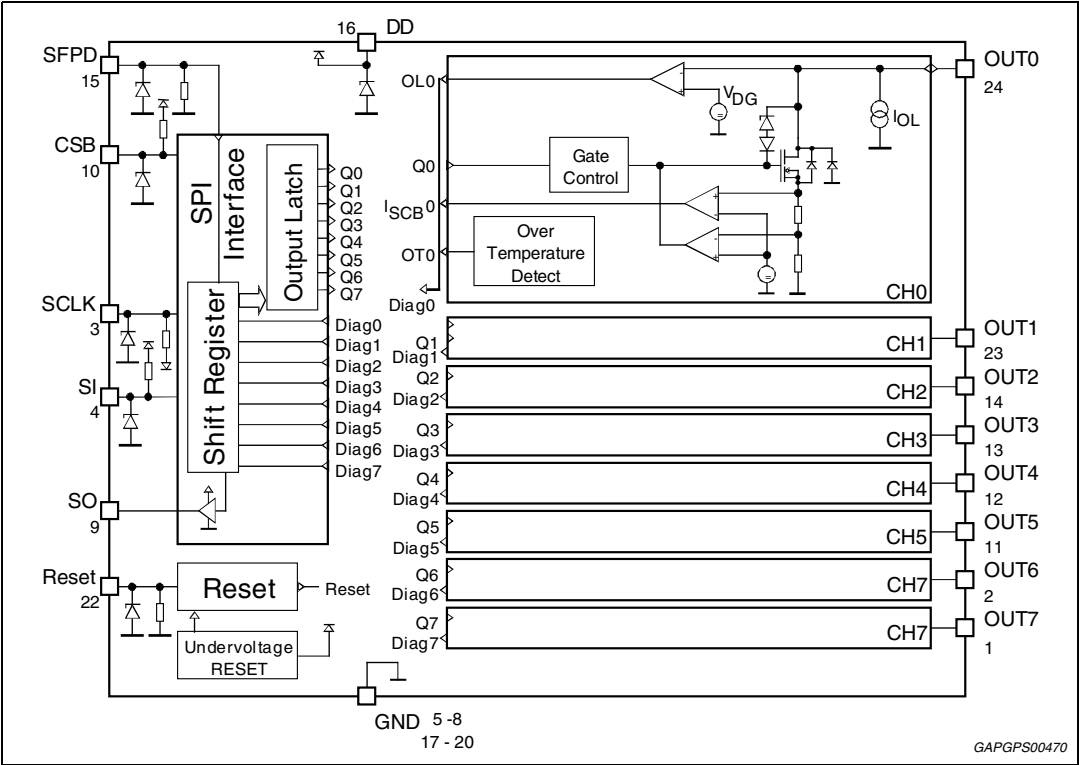 16 DD
SFPD
15
CSB
10
SCLK
3
SI
4
SO
9
Reset
22
SPI
Interface
Output Latch
Shift Register
Q0
Q1
Q2
Q3
Q4
Q5
Q6
Q7
Diag0
Diag1
Diag2
Diag3
Diag4
Diag5
Diag6
Diag7
Reset
Reset
Undervoltage
RESET
OL0
VDG
IOL
Q0
Gate
Control
ISCB0
OT0
Over
Temperature
Detect
Diag0
CH0
OUT0
24
Q1
Diag1
CH1
OUT1
23
Q2
Diag2
CH2
OUT2
14
Q3
Diag3
CH3
OUT3
13
Q4
Diag4
CH4
OUT4
12
Q5
Diag5
CH5
OUT5
11
Q6
Diag6
CH7
OUT6
2
Q7
Diag7
CH7
OUT7
1
GND 5 -8
17 - 20
GAPGPS00470